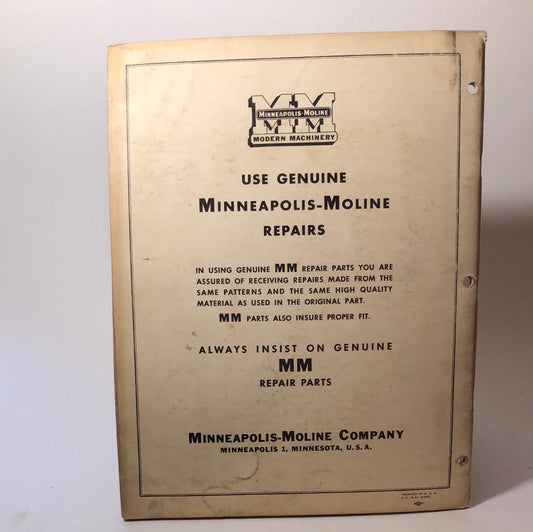 MM
MINNEAPOLIS-MOLINE
MODERN MACHINERY
USE GENUINE
MINNEAPOLIS-MOLINE
REPAIRS
IN USING GENUINE MM REPAIR PARTS YOU ARE
ASSURED OF RECEIVING REPAIRS MADE FROM THE
SAME PATTERNS AND THE SAME HIGH QUALITY
MATERIAL AS USED IN THE ORIGINAL PART.
MM PARTS ALSO INSURE PROPER FIT.
ALWAYS INSIST ON GENUINE
MM
REPAIR PARTS
MINNEAPOLIS-MOLINE COMPANY
MINNEAPOLIS 1, MINNESOTA, U.S.A.
PRINTED IN U.S.A.